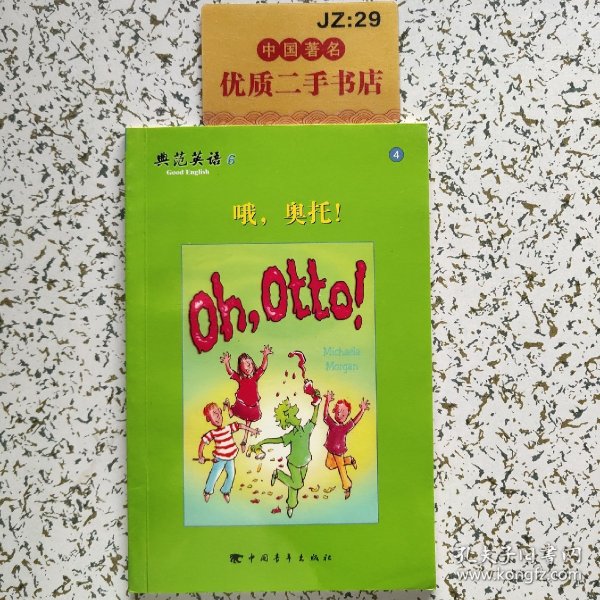 JZ:29
中国著名
优质二手书店
典范英语 6
Good English
4
哦，奥托！
Oh, Otto!
Michaela
Morgan
中国青年出版社
孔夫子旧书网
www.kongfz.com